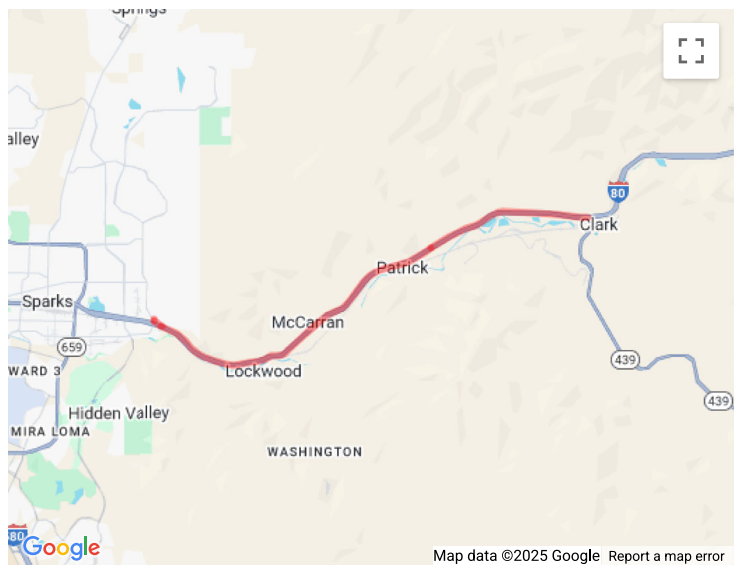 Springs
alley
80
Clark
Patrick
Sparks
McCarran
659
439
WARD 3
Lockwood
439
Hidden Valley
MIRA LOMA
WASHINGTON
580
Google
Map data ©2025 Google
Report a map error